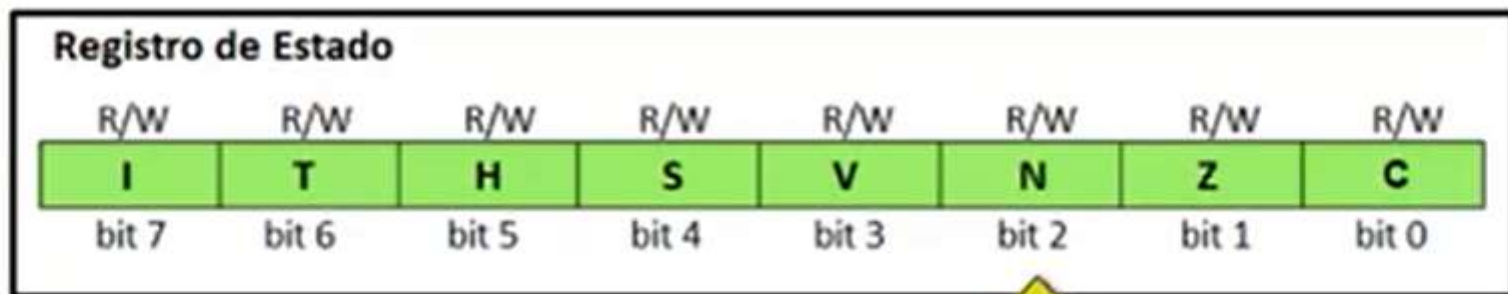 Registro de Estado
R/W R/W R/W R/W R/W R/W R/W R/W
I T H S V N Z C
bit 7 bit 6 bit 5 bit 4 bit 3 bit 2 bit 1 bit 0